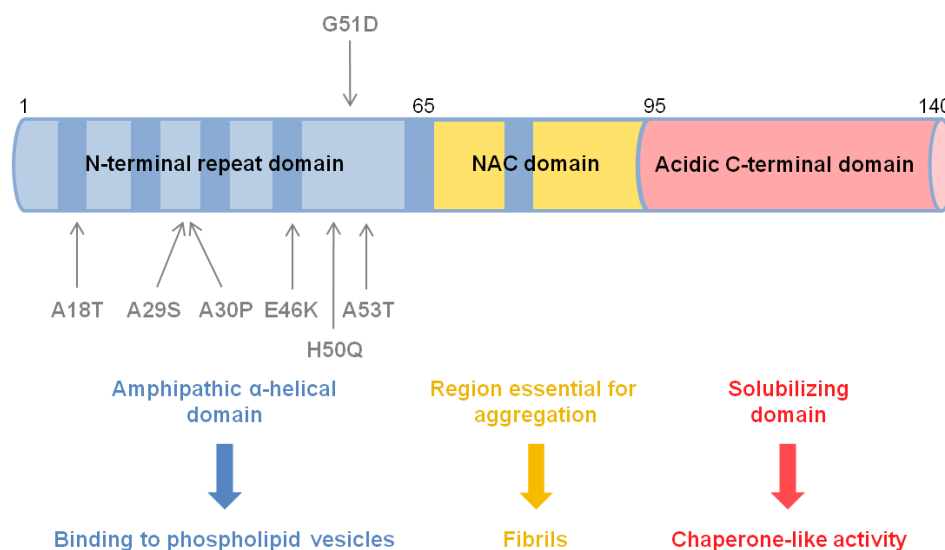 G51D
1 65 95 140
N-terminal repeat domain NAC domain Acidic C-terminal domain
A18T A29S A30P E46K A53T
H50Q
Amphipathic α-helical
domain
Region essential for
aggregation
Solubilizing
domain
Binding to phospholipid vesicles
Fibrils
Chaperone-like activity